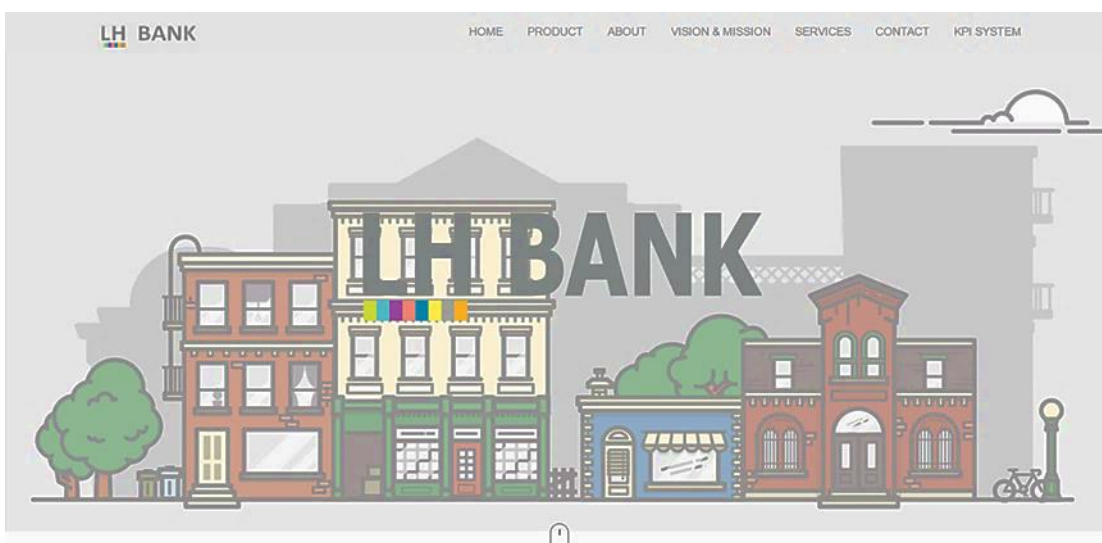 LH BANK
HOME PRODUCT ABOUT VISION & MISSION SERVICES CONTACT KPI SYSTEM
LH BANK